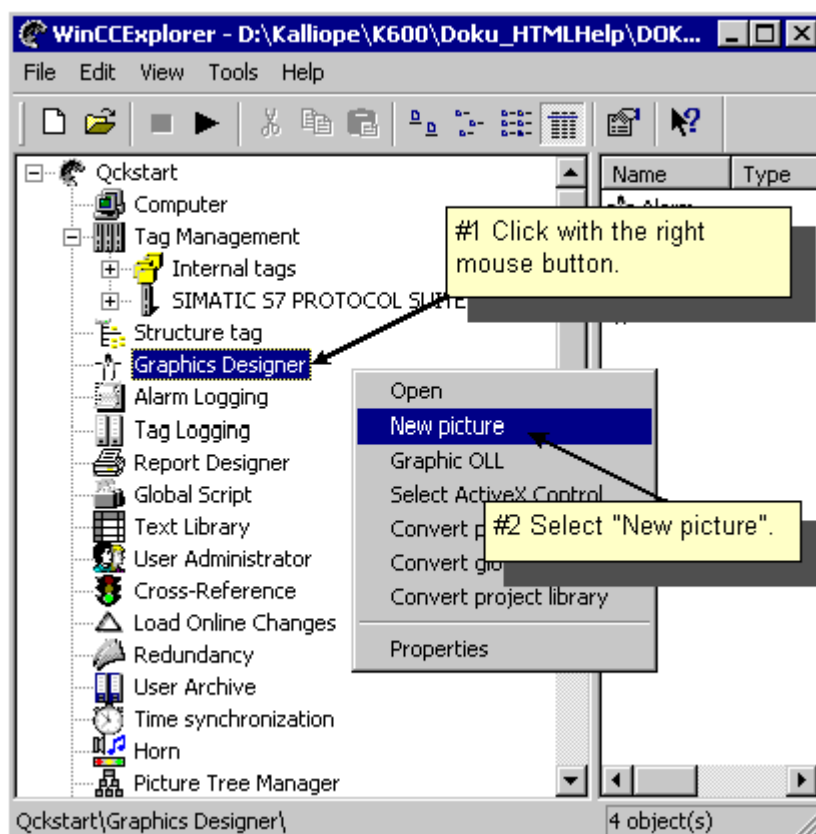 WinCCExplorer - D:\Kalliope\K600\Doku_HTMLHelp\DOK...
File Edit View Tools Help
Qckstart
Computer
Tag Management
Internal tags
SIMATIC S7 PROTOCOL SUITE
Structure tag
Graphics Designer
Alarm Logging
Tag Logging
Report Designer
Global Script
Text Library
User Administrator
Cross-Reference
Load Online Changes
Redundancy
User Archive
Time synchronization
Horn
Picture Tree Manager
Name Type
Alarm
#1 Click with the right
mouse button.
Open
New picture
Graphic OLL
Select ActiveX Control
Convert
Convert
Convert project library
Properties
#2 Select "New picture".
Qckstart\Graphics Designer\
4 object(s)